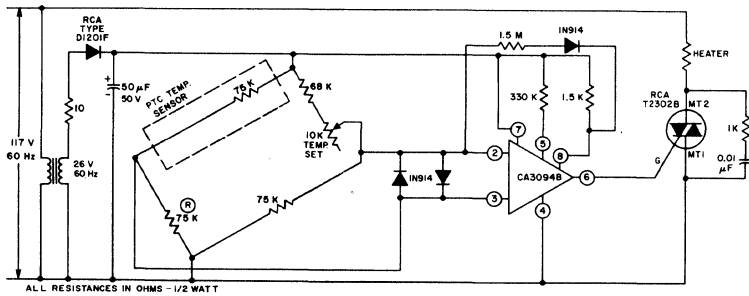 RCA
TYPE
D1201F
117 V
60 Hz
10
26 V
60 Hz
+
-
50 µF
50 V
PTC TEMP.
SENSOR
75 K
68 K
10K
TEMP
SET
R
75 K
75 K
1N914
1.5 M
1N914
330 K
1.5 K
7
5
8
2
3
CA3094B
6
4
HEATER
RCA
T2302B
MT2
G
MT1
1K
0.01
µF
ALL RESISTANCES IN OHMS - 1/2 WATT